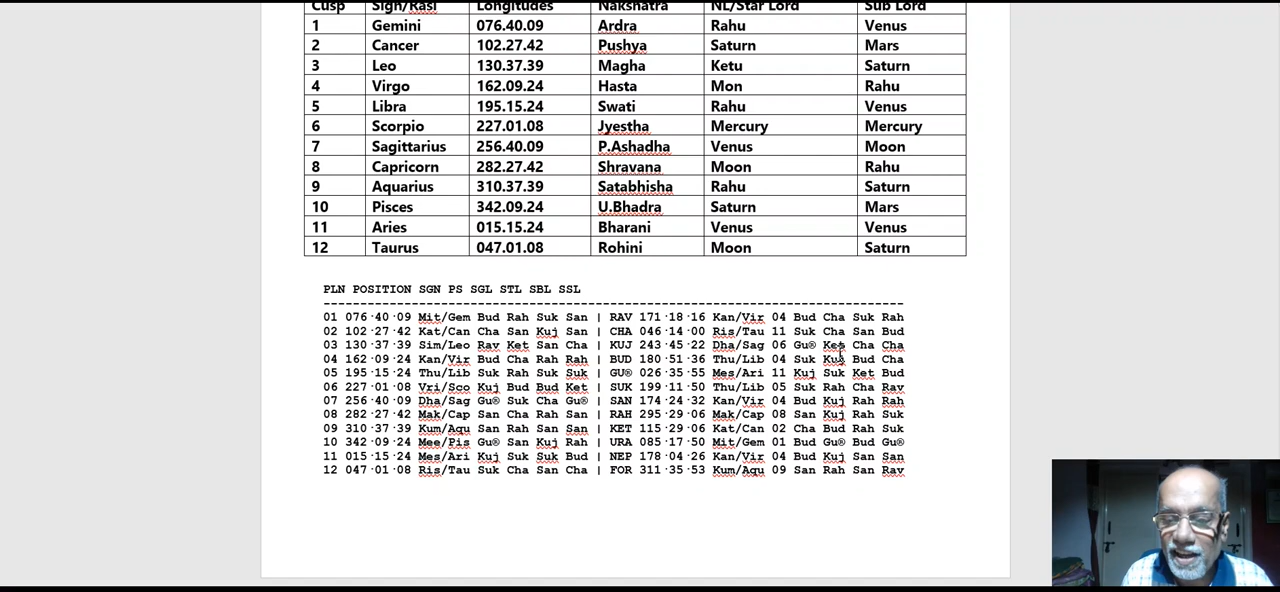 Cusp Sign/Rasi Longitudes Nakshatra NL/Star Lord Sub Lord
1 Gemini 076.40.09 Ardra Rahu Venus
2 Cancer 102.27.42 Pushya Saturn Mars
3 Leo 130.37.39 Magha Ketu Saturn
4 Virgo 162.09.24 Hasta Mon Rahu
5 Libra 195.15.24 Swati Rahu Venus
6 Scorpio 227.01.08 Jyestha Mercury Mercury
7 Sagittarius 256.40.09 P.Ashadha Venus Moon
8 Capricorn 282.27.42 Shravana Moon Rahu
9 Aquarius 310.37.39 Satabhisha Rahu Saturn
10 Pisces 342.09.24 U.Bhadra Saturn Mars
11 Aries 015.15.24 Bharani Venus Venus
12 Taurus 047.01.08 Rohini Moon Saturn
PLN POSITION SGN PS SGL STL SBL SSL
--------------------------------------------------------------------------------
01 076·40·09 Mit/Gem Bud Rah Suk San | RAV 171·18·16 Kan/Vir 04 Bud Cha Suk Rah
02 102·27·42 Kat/Can Cha San Kuj San | CHA 046·14·00 Ris/Tau 11 Suk Cha San Bud
03 130·37·39 Sim/Leo Rav Ket San Cha | KUJ 243·45·22 Dha/Sag 06 Gu® Ket Cha Cha
04 162·09·24 Kan/Vir Bud Cha Rah Rah | BUD 180·51·36 Thu/Lib 04 Suk Kuj Bud Cha
05 195·15·24 Thu/Lib Suk Rah Suk Suk | GU® 026·35·55 Mes/Ari 11 Kuj Suk Ket Bud
06 227·01·08 Vri/Sco Kuj Bud Bud Ket | SUK 199·11·50 Thu/Lib 05 Suk Rah Cha Rav
07 256·40·09 Dha/Sag Gu® Suk Cha Gu® | SAN 174·24·32 Kan/Vir 04 Bud Kuj Rah Rah
08 282·27·42 Mak/Cap San Cha Rah San | RAH 295·29·06 Mak/Cap 08 San Kuj Rah Suk
09 310·37·39 Kum/Aqu San Rah San San | KET 115·29·06 Kat/Can 02 Cha Bud Rah Suk
10 342·09·24 Mee/Pis Gu® San Kuj Rah | URA 085·17·50 Mit/Gem 01 Bud Gu® Bud Gu®
11 015·15·24 Mes/Ari Kuj Suk Suk Bud | NEP 178·04·26 Kan/Vir 04 Bud Kuj San San
12 047·01·08 Ris/Tau Suk Cha San Cha | FOR 311·35·53 Kum/Aqu 09 San Rah San Rav